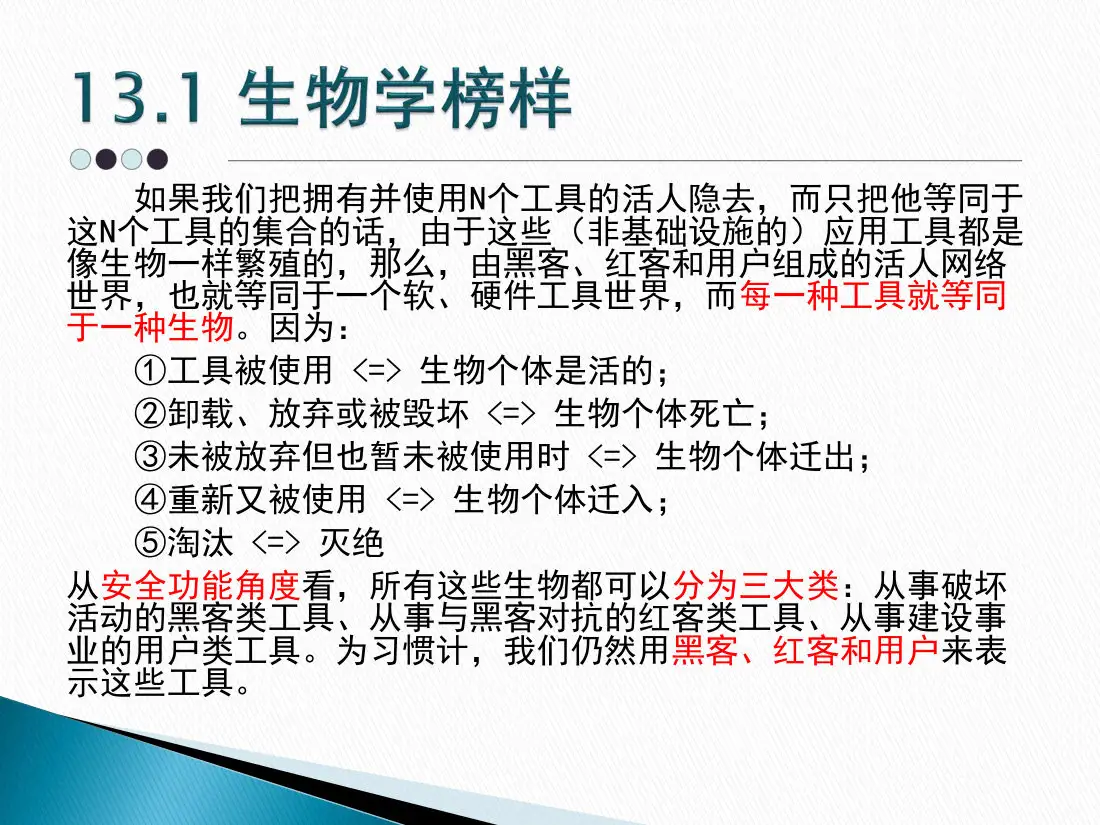 13.1 生物学榜样
如果我们把拥有并使用N个工具的活人隐去，而只把他等同于
这N个工具的集合的话，由于这些（非基础设施的）应用工具都是
像生物一样繁殖的，那么，由黑客、红客和用户组成的活人网络
世界，也就等同于一个软、硬件工具世界，而每一种工具就等同
于一种生物。因为：
①工具被使用 <=> 生物个体是活的；
②卸载、放弃或被毁坏 <=> 生物个体死亡；
③未被放弃但也暂未被使用时 <=> 生物个体迁出；
④重新又被使用 <=> 生物个体迁入；
⑤淘汰 <=> 灭绝
从安全功能角度看，所有这些生物都可以分为三大类：从事破坏
活动的黑客类工具、从事与黑客对抗的红客类工具、从事建设事
业的用户类工具。为习惯计，我们仍然用黑客、红客和用户来表
示这些工具。